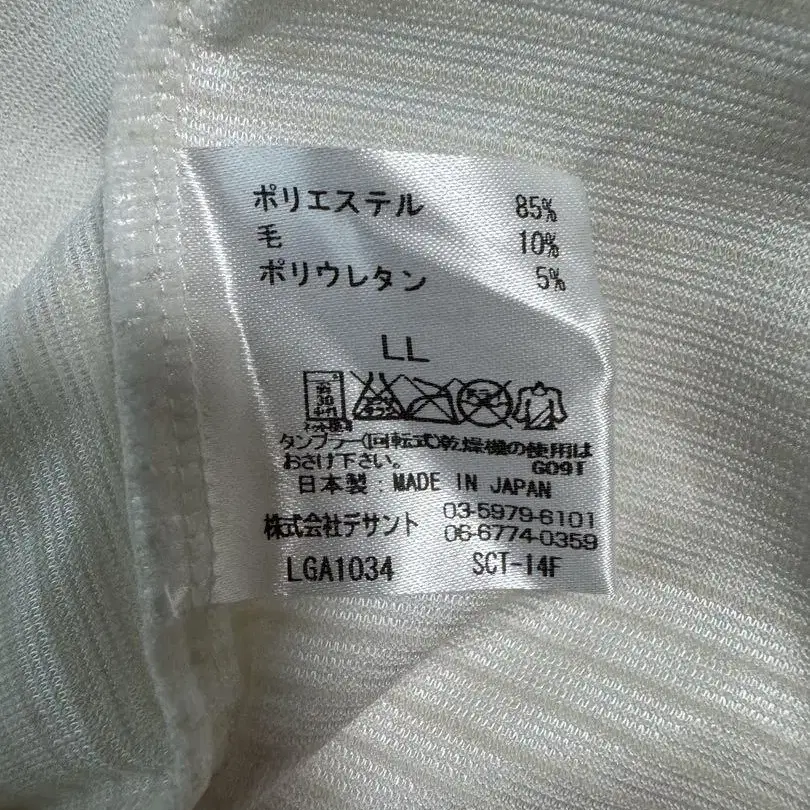 ポリエステル 85%
毛 10%
ポリウレタン 5%
LL
30
タンブラー(回転式)乾燥機の使用は
おさけ下さい。 G09T
日本製 MADE IN JAPAN
株式会社デサント 03-5979-6101
06-6774-0359
LGA1034 SCT-14F